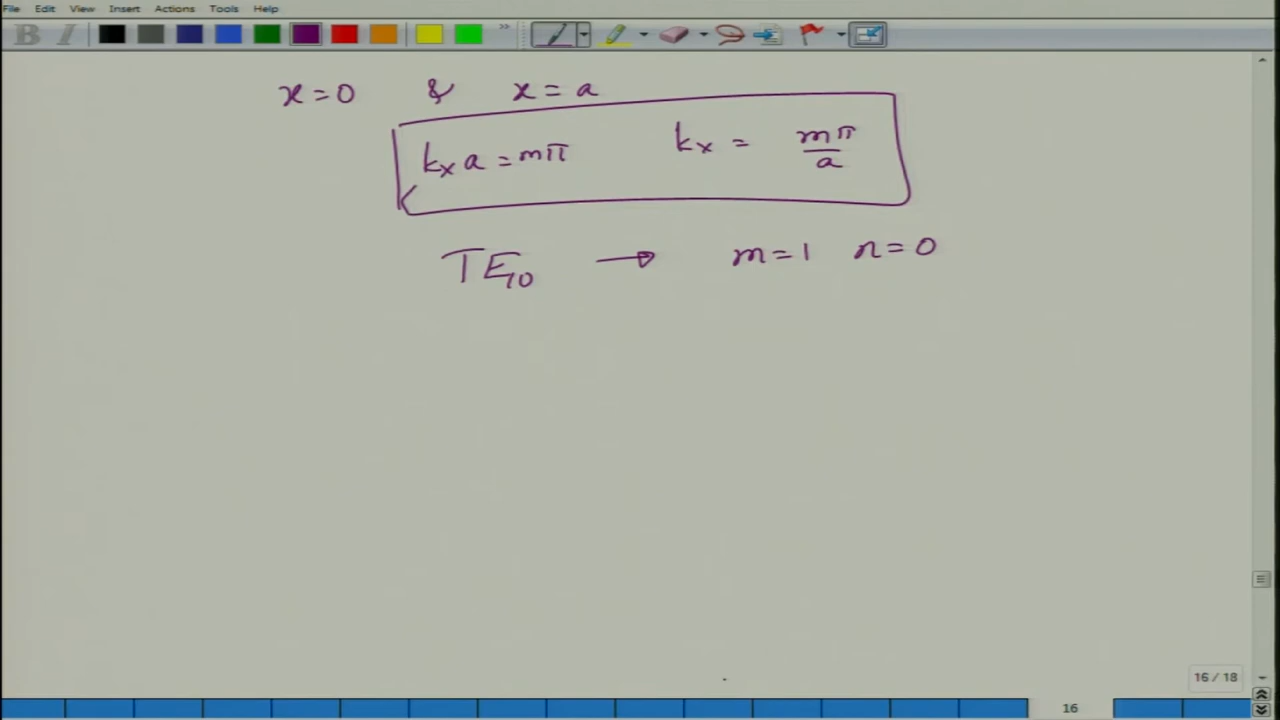 File Edit View Insert Actions Tools Help
B I
x = 0 & x = a
kx a = mπ kx = mπ/a
TE10 → m = 1 n = 0
16 / 18
16